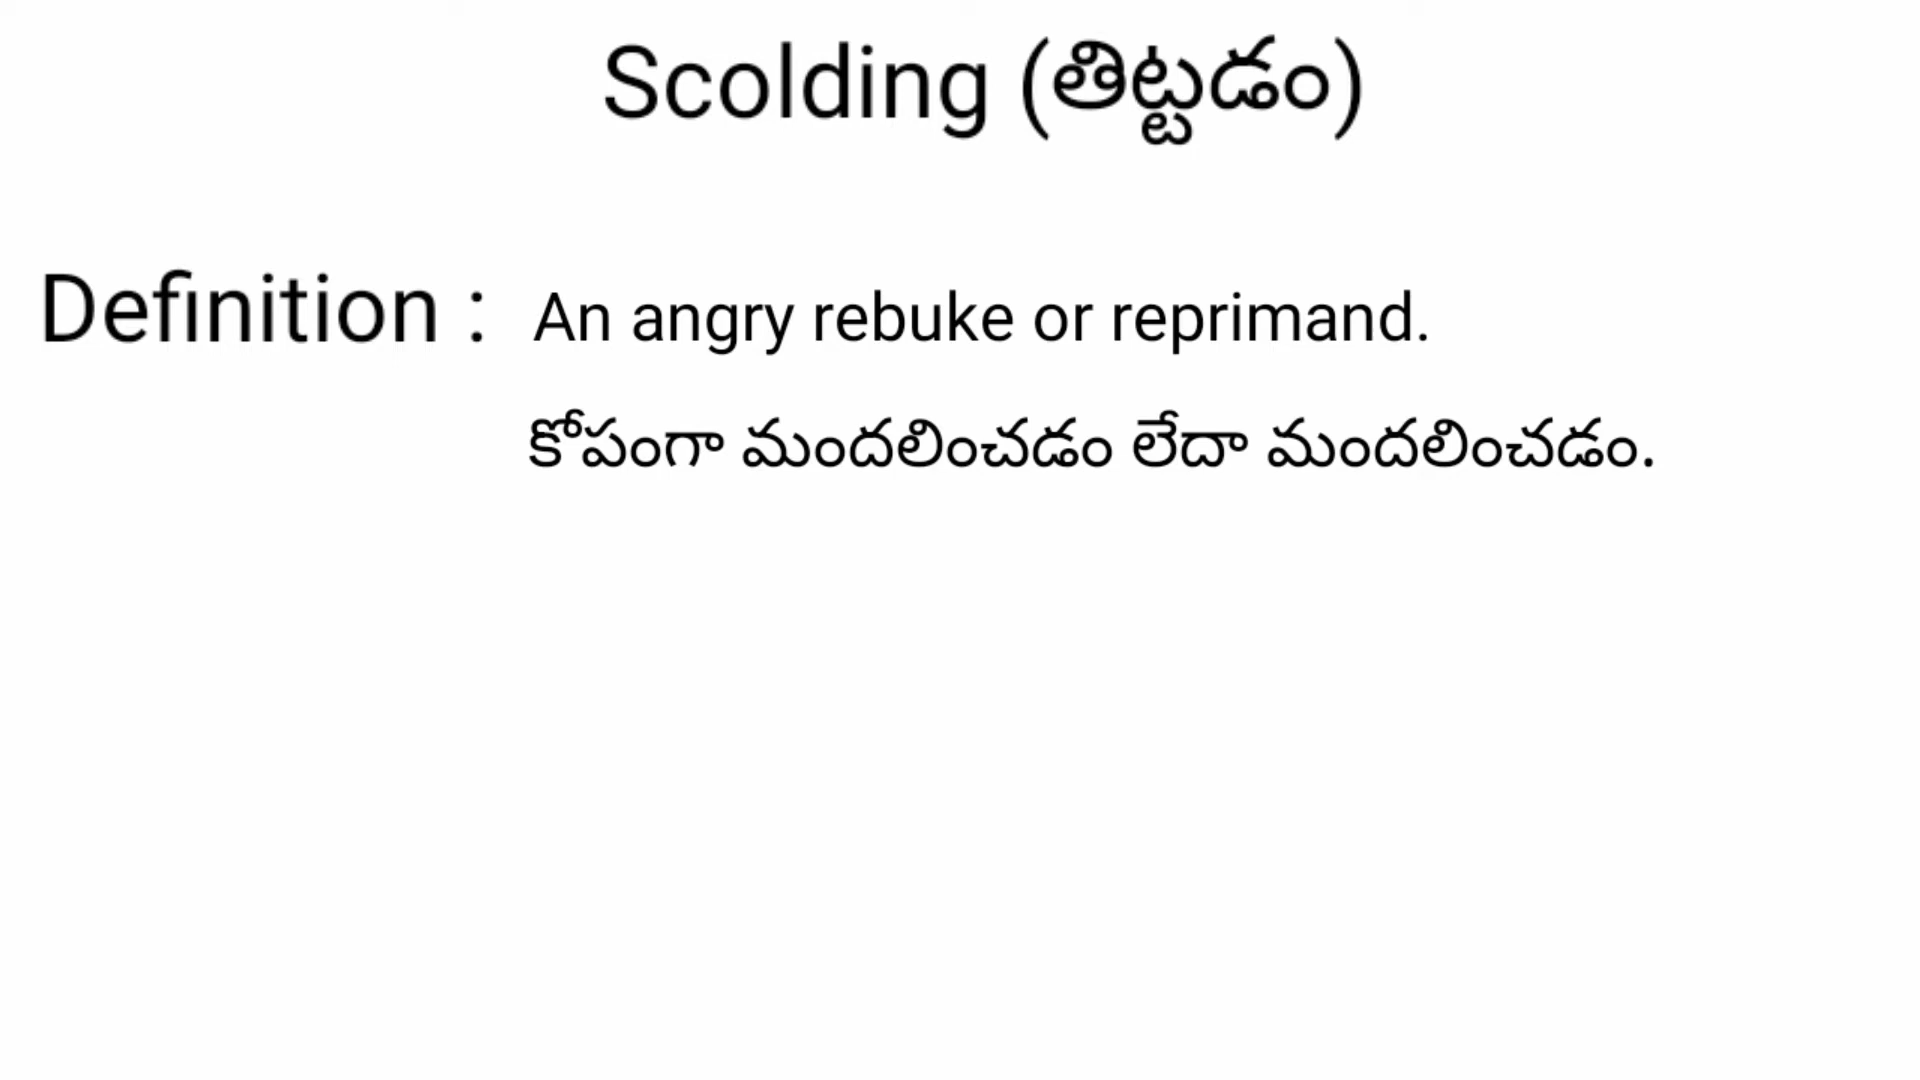 Scolding (తిట్టడం)
Definition : An angry rebuke or reprimand.
కోపంగా మందలించడం లేదా మందలించడం.